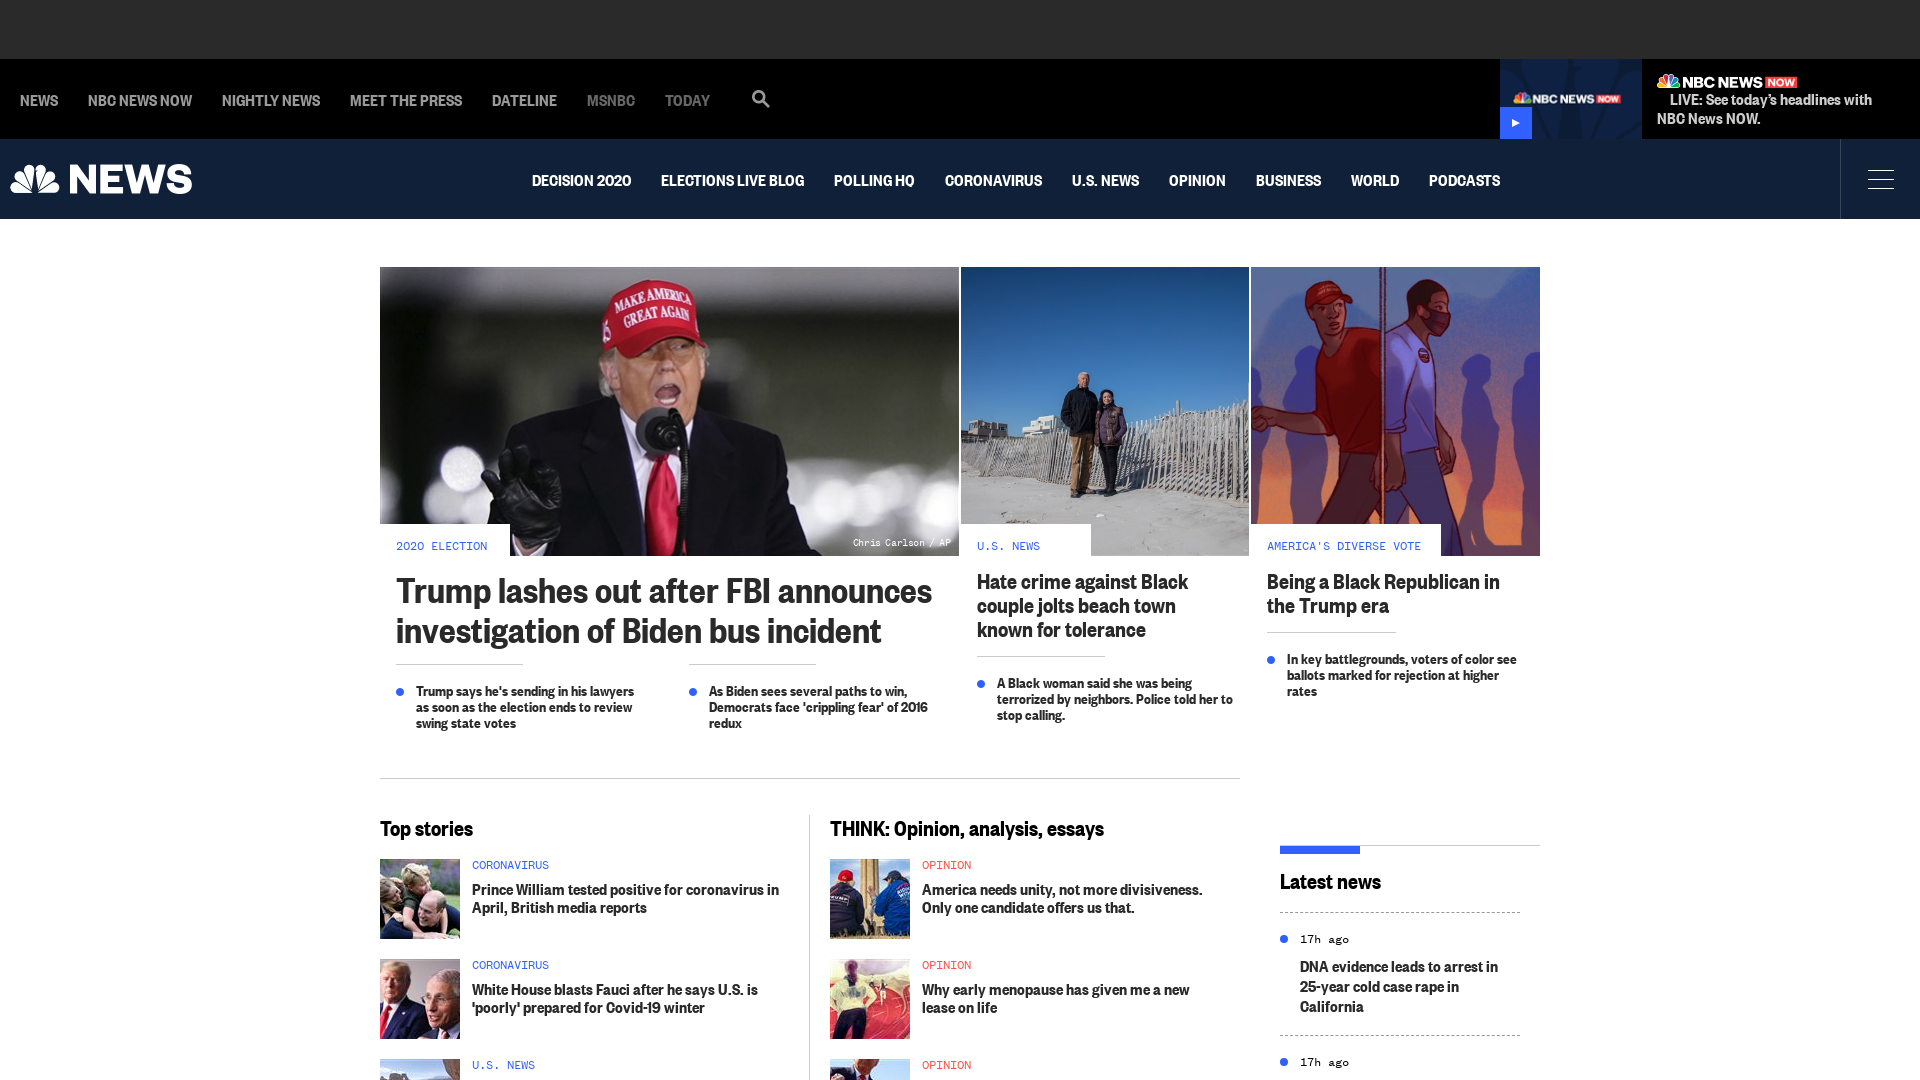 NEWS NBC NEWS NOW NIGHTLY NEWS MEET THE PRESS DATELINE MSNBC TODAY
NBC NEWS NOW
NBC NEWS NOW
LIVE: See today's headlines with
NBC News NOW.
NEWS
DECISION 2020 ELECTIONS LIVE BLOG POLLING HQ CORONAVIRUS U.S. NEWS OPINION BUSINESS WORLD PODCASTS
MAKE AMERICA
GREAT AGAIN
45
Chris Carlson / AP
2020 ELECTION
Trump lashes out after FBI announces
investigation of Biden bus incident
Trump says he's sending in his lawyers
as soon as the election ends to review
swing state votes
As Biden sees several paths to win,
Democrats face 'crippling fear' of 2016
redux
U.S. NEWS
Hate crime against Black
couple jolts beach town
known for tolerance
A Black woman said she was being
terrorized by neighbors. Police told her to
stop calling.
AMERICA'S DIVERSE VOTE
Being a Black Republican in
the Trump era
In key battlegrounds, voters of color see
ballots marked for rejection at higher
rates
Top stories
CORONAVIRUS
Prince William tested positive for coronavirus in
April, British media reports
CORONAVIRUS
White House blasts Fauci after he says U.S. is
'poorly' prepared for Covid-19 winter
U.S. NEWS
THINK: Opinion, analysis, essays
TRUMP
OPINION
America needs unity, not more divisiveness.
Only one candidate offers us that.
OPINION
Why early menopause has given me a new
lease on life
OPINION
Latest news
17h ago
DNA evidence leads to arrest in
25-year cold case rape in
California
17h ago